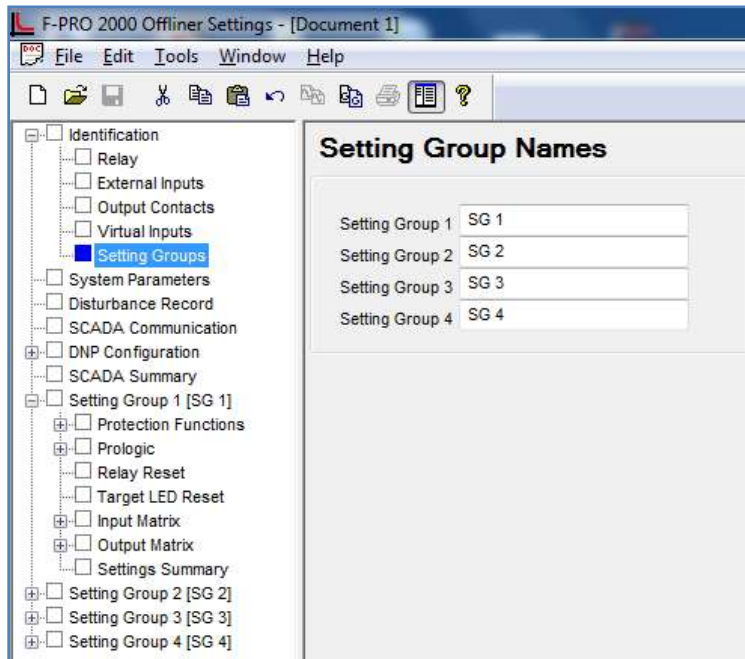 F-PRO 2000 Offliner Settings - [Document 1]
File Edit Tools Window Help
Identification
Relay
External Inputs
Output Contacts
Virtual Inputs
Setting Groups
System Parameters
Disturbance Record
SCADA Communication
DNP Configuration
SCADA Summary
Setting Group 1 [SG 1]
Protection Functions
Prologic
Relay Reset
Target LED Reset
Input Matrix
Output Matrix
Settings Summary
Setting Group 2 [SG 2]
Setting Group 3 [SG 3]
Setting Group 4 [SG 4]
Setting Group Names
Setting Group 1 SG 1
Setting Group 2 SG 2
Setting Group 3 SG 3
Setting Group 4 SG 4